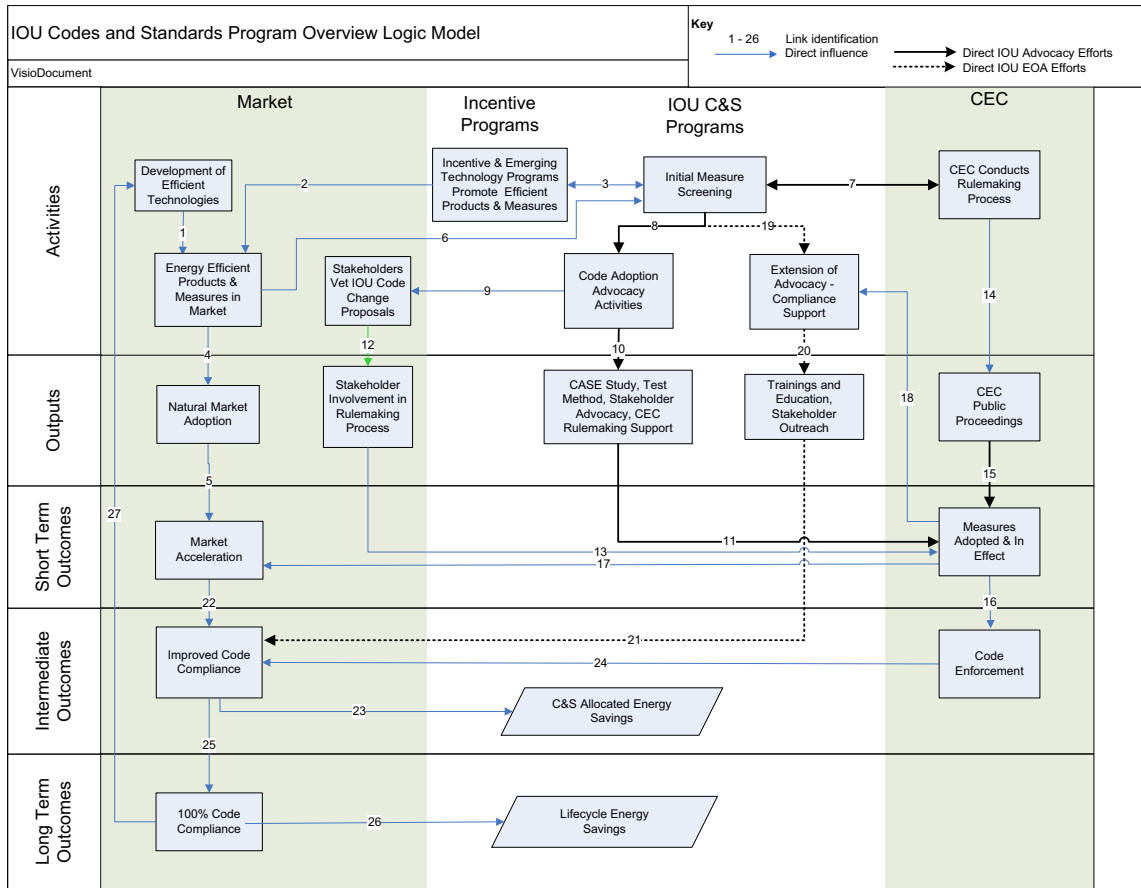 IOU Codes and Standards Program Overview Logic Model
VisioDocument
Key
1 - 26
Link identification
Direct influence
Direct IOU Advocacy Efforts
Direct IOU EOA Efforts
Market
Incentive
Programs
IOU C&S
Programs
CEC
Activities
Development of
Efficient
Technologies
Incentive & Emerging
Technology Programs
Promote Efficient
Products & Measures
Initial Measure
Screening
CEC Conducts
Rulemaking
Process
2
3
7
1
6
8
19
Energy Efficient
Products &
Measures in
Market
Stakeholders
Vet IOU Code
Change
Proposals
9
Code Adoption
Advocacy
Activities
Extension of
Advocacy -
Compliance
Support
14
4
12
10
20
Outputs
Natural Market
Adoption
Stakeholder
Involvement in
Rulemaking
Process
CASE Study, Test
Method, Stakeholder
Advocacy, CEC
Rulemaking Support
Trainings and
Education,
Stakeholder
Outreach
18
CEC
Public
Proceedings
5
15
27
Short Term
Outcomes
Market
Acceleration
11
13
17
Measures
Adopted & In
Effect
22
16
Intermediate
Outcomes
Improved Code
Compliance
21
24
Code
Enforcement
23
C&S Allocated Energy
Savings
25
Long Term
Outcomes
100% Code
Compliance
26
Lifecycle Energy
Savings